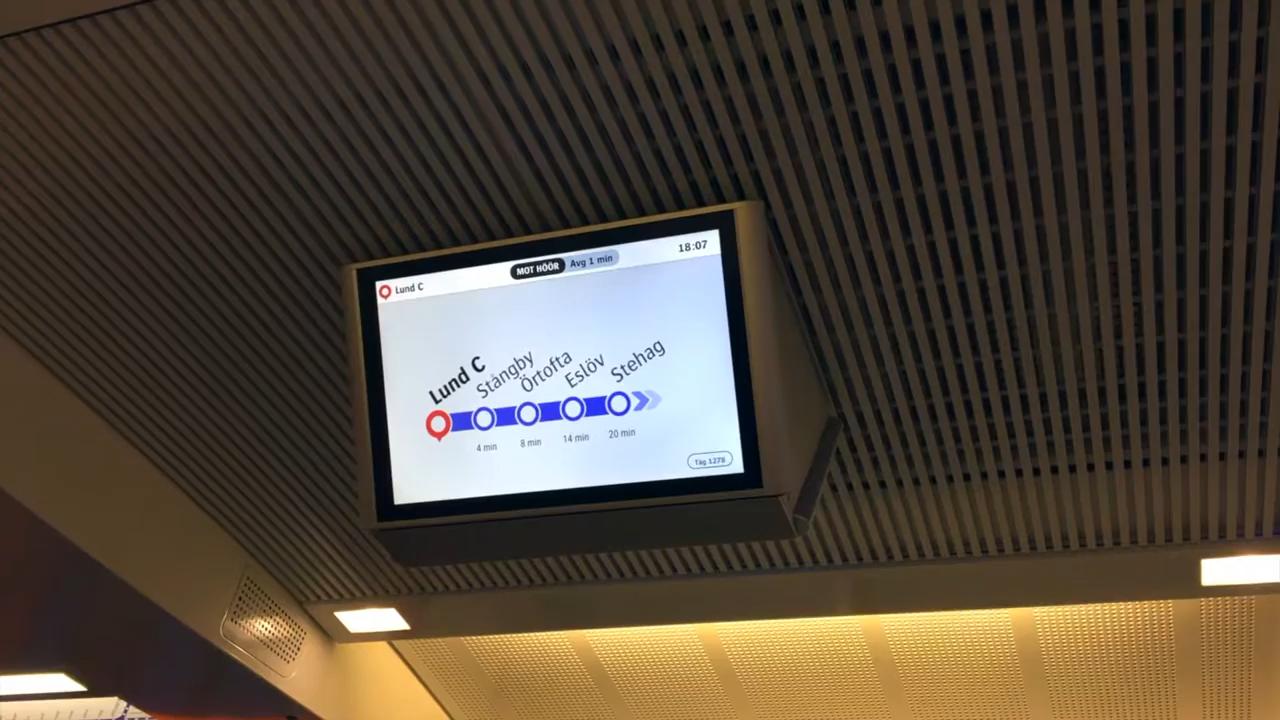 18:07
MOT HÖÖR Avg 1 min
Lund C
Lund C
Stångby
Örtofta
Eslöv
Stehag
4 min
8 min
14 min
20 min
Tåg 1278